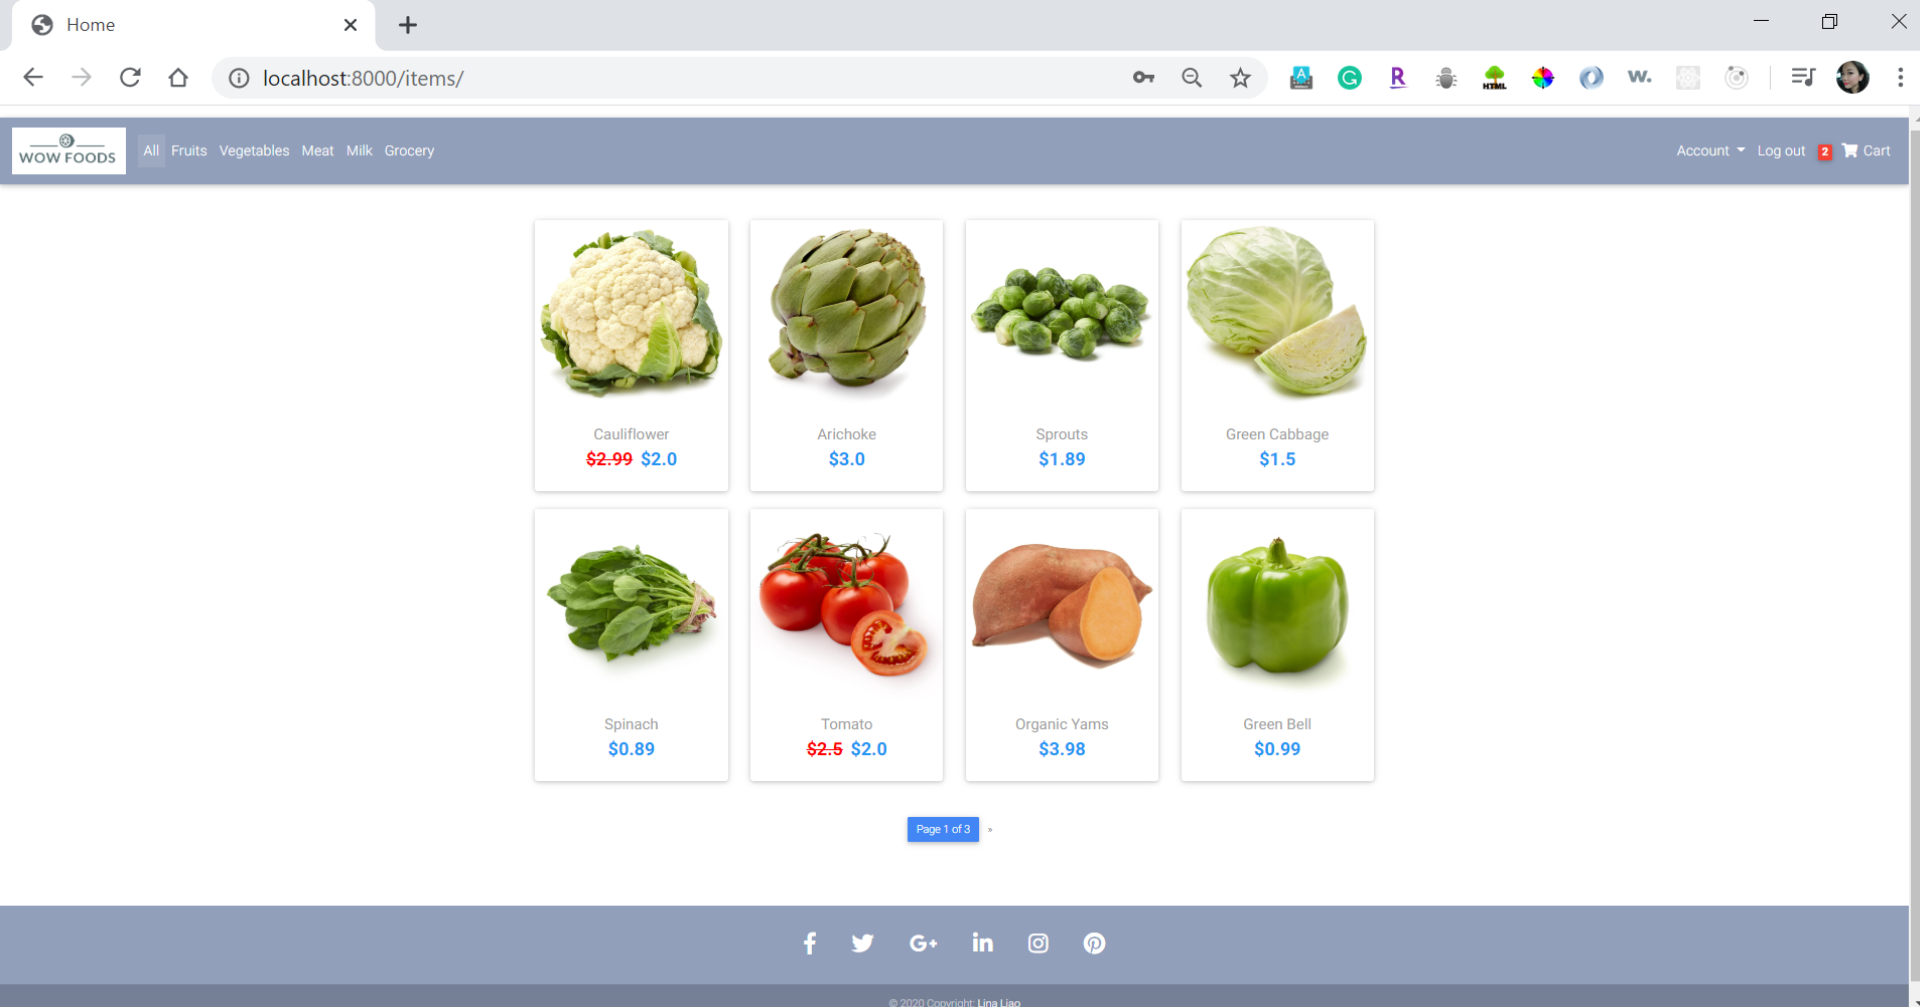 Home
localhost:8000/items/
A
G
R
HTML
w.
WOW FOODS
All Fruits Vegetables Meat Milk Grocery
Account Log out 2 Cart
Cauliflower
$2.99 $2.0
Arichoke
$3.0
Sprouts
$1.89
Green Cabbage
$1.5
Spinach
$0.89
Tomato
$2.5 $2.0
Organic Yams
$3.98
Green Bell
$0.99
Page 1 of 3 »
© 2020 Copyright: Lina Liao